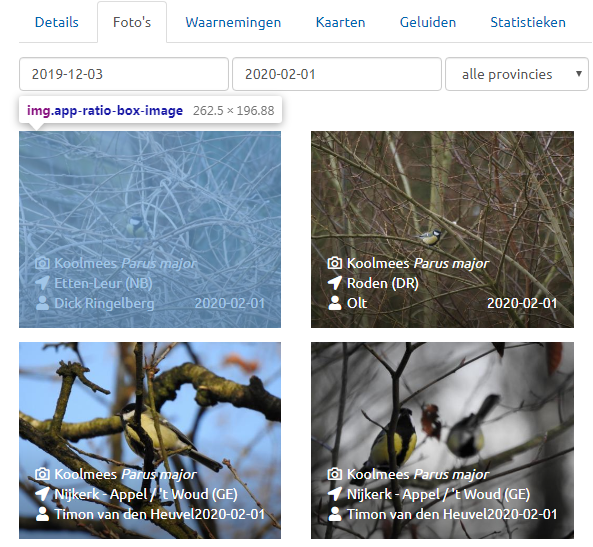 Details Foto's Waarnemingen Kaarten Geluiden Statistieken
2019-12-03 2020-02-01 alle provincies
img.app-ratio-box-image 262.5 × 196.88
Koolmees Parus major
Etten-Leur (NB)
Dick Ringelberg 2020-02-01
Koolmees Parus major
Roden (DR)
Olt 2020-02-01
Koolmees Parus major
Nijkerk - Appel / 't Woud (GE)
Timon van den Heuvel2020-02-01
Koolmees Parus major
Nijkerk - Appel / 't Woud (GE)
Timon van den Heuvel2020-02-01